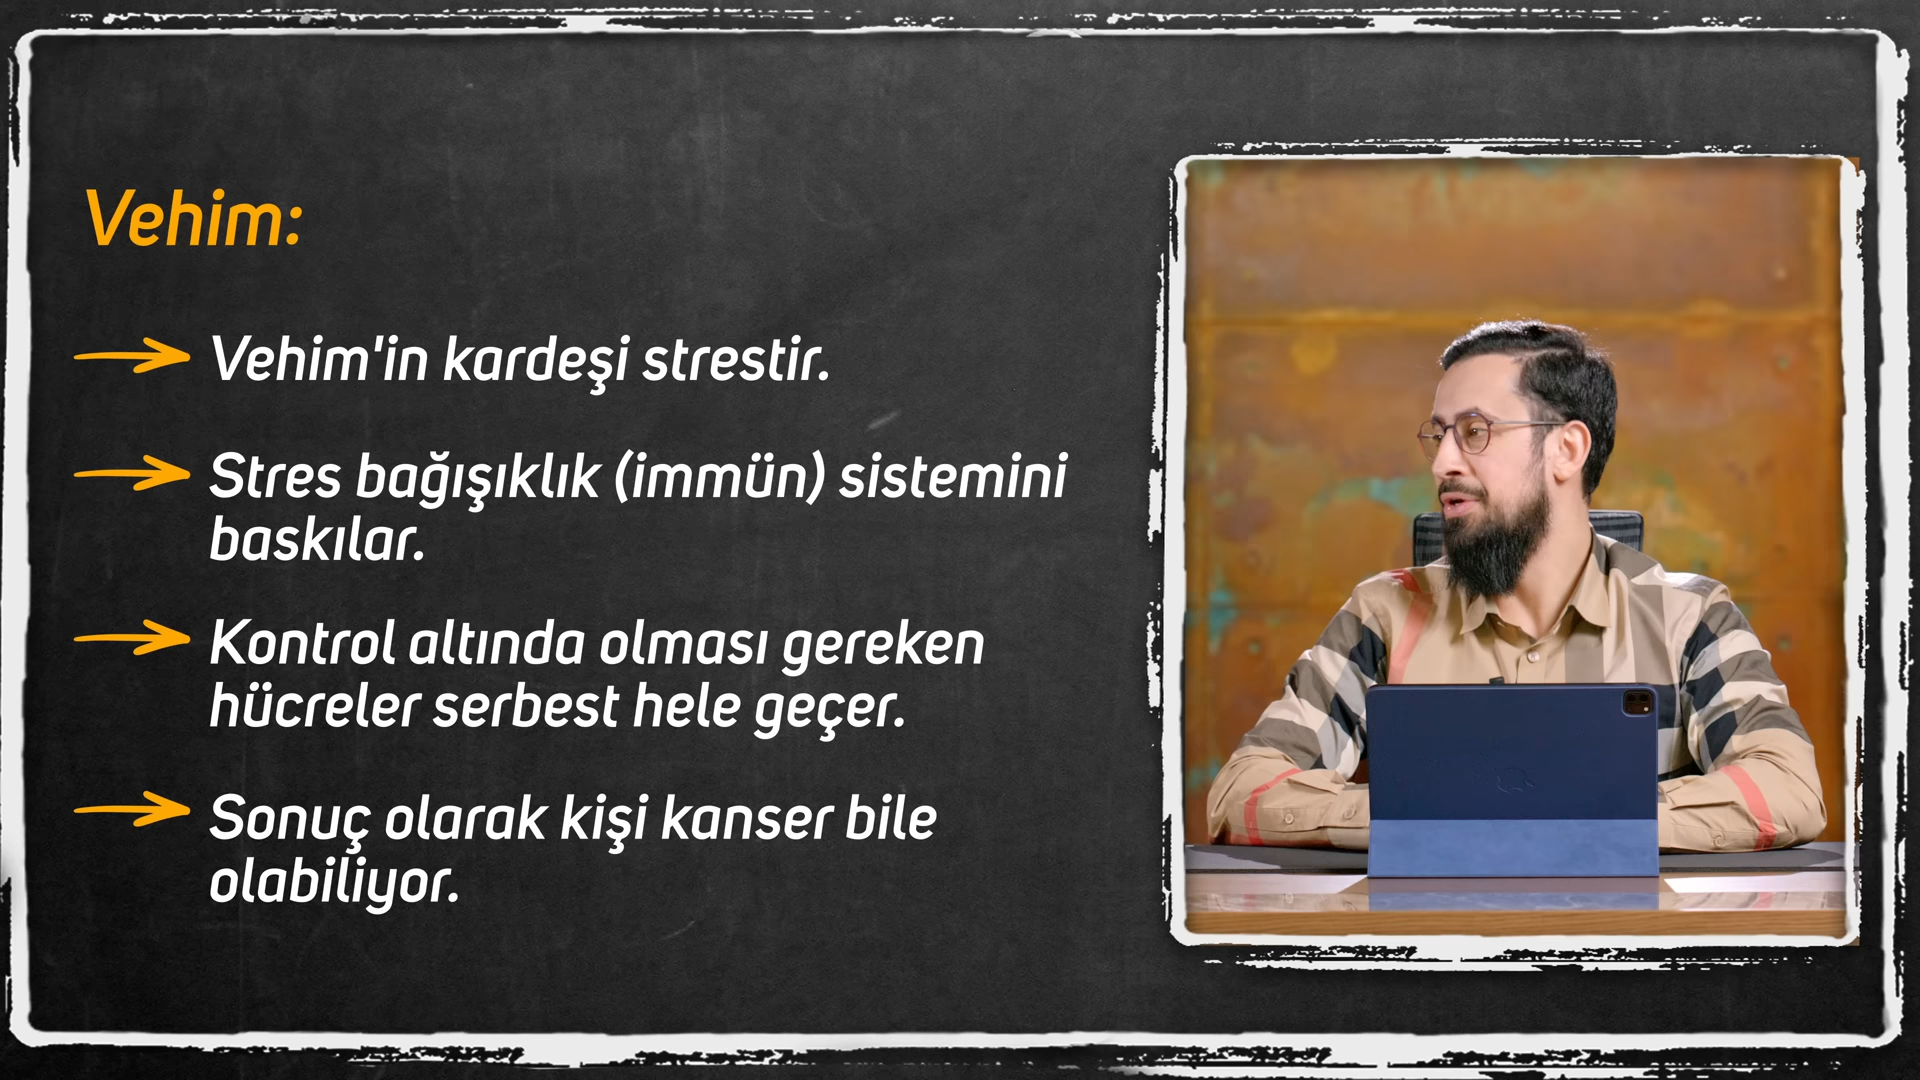 Vehim:
Vehim'in kardeşi strestir.
Stres bağışıklık (immün) sistemini
baskılar.
Kontrol altında olması gereken
hücreler serbest hele geçer.
Sonuç olarak kişi kanser bile
olabiliyor.